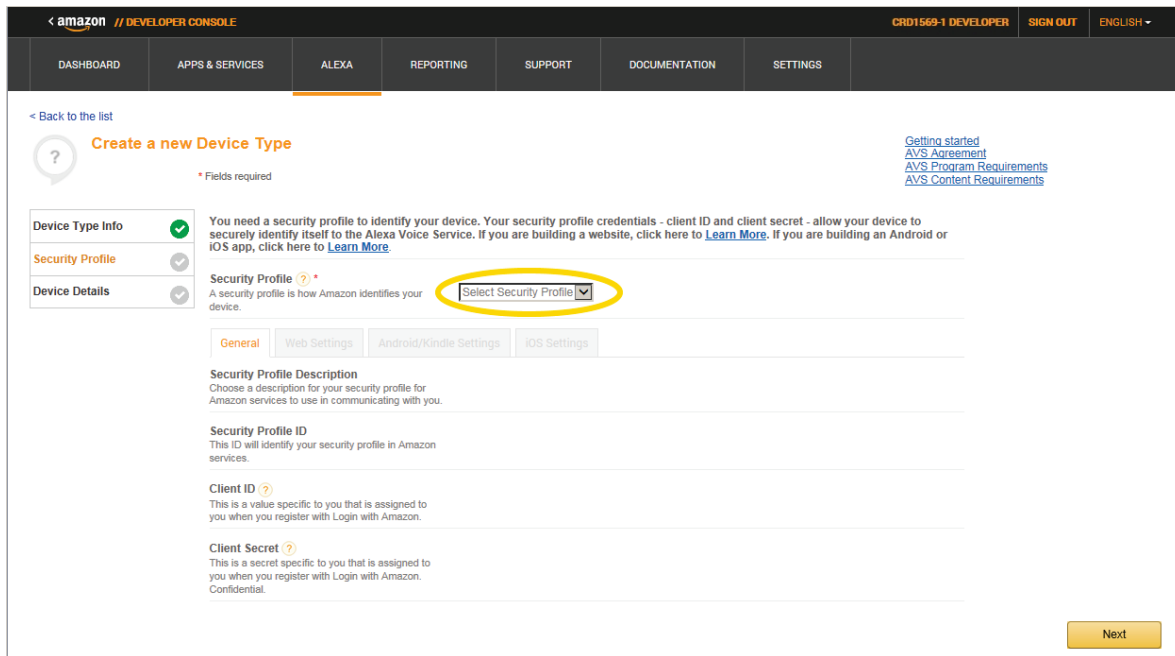 < amazon // DEVELOPER CONSOLE
CRD1569-1 DEVELOPER
SIGN OUT
ENGLISH
DASHBOARD
APPS & SERVICES
ALEXA
REPORTING
SUPPORT
DOCUMENTATION
SETTINGS
< Back to the list
?
Create a new Device Type
* Fields required
Getting started
AVS Agreement
AVS Program Requirements
AVS Content Requirements
Device Type Info
Security Profile
Device Details
You need a security profile to identify your device. Your security profile credentials - client ID and client secret - allow your device to
securely identify itself to the Alexa Voice Service. If you are building a website, click here to Learn More. If you are building an Android or
iOS app, click here to Learn More.
Security Profile ? *
A security profile is how Amazon identifies your
device.
Select Security Profile
General
Web Settings
Android/Kindle Settings
iOS Settings
Security Profile Description
Choose a description for your security profile for
Amazon services to use in communicating with you.
Security Profile ID
This ID will identify your security profile in Amazon
services.
Client ID ?
This is a value specific to you that is assigned to
you when you register with Login with Amazon.
Client Secret ?
This is a secret specific to you that is assigned to
you when you register with Login with Amazon.
Confidential.
Next